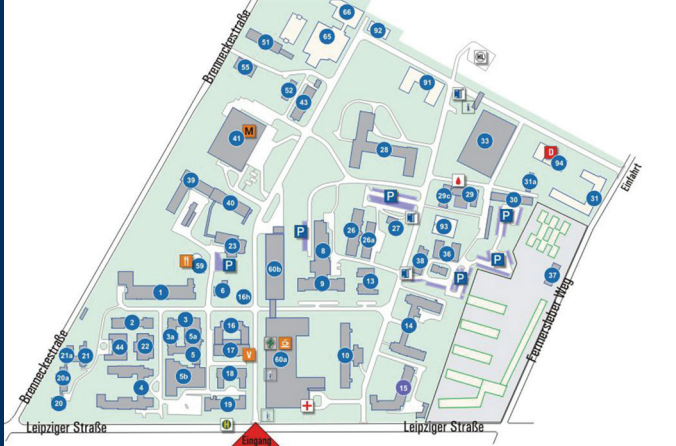 66
65
92
51
55
52
43
91
i
41
M
28
33
D
94
39
40
29c
29
31a
30
31
Einfahrt
P
P
26
26a
27
93
23
P
P
8
36
38
P
P
59
60b
37
1
6
16h
9
13
2
3
3a
5a
16
14
44
22
5
17
V
60a
10
21a
21
20a
5b
18
15
4
20
19
H
i
Brenneckestraße
Brenneckestraße
Fermersleber Weg
Leipziger Straße
Leipziger Straße
Eingang